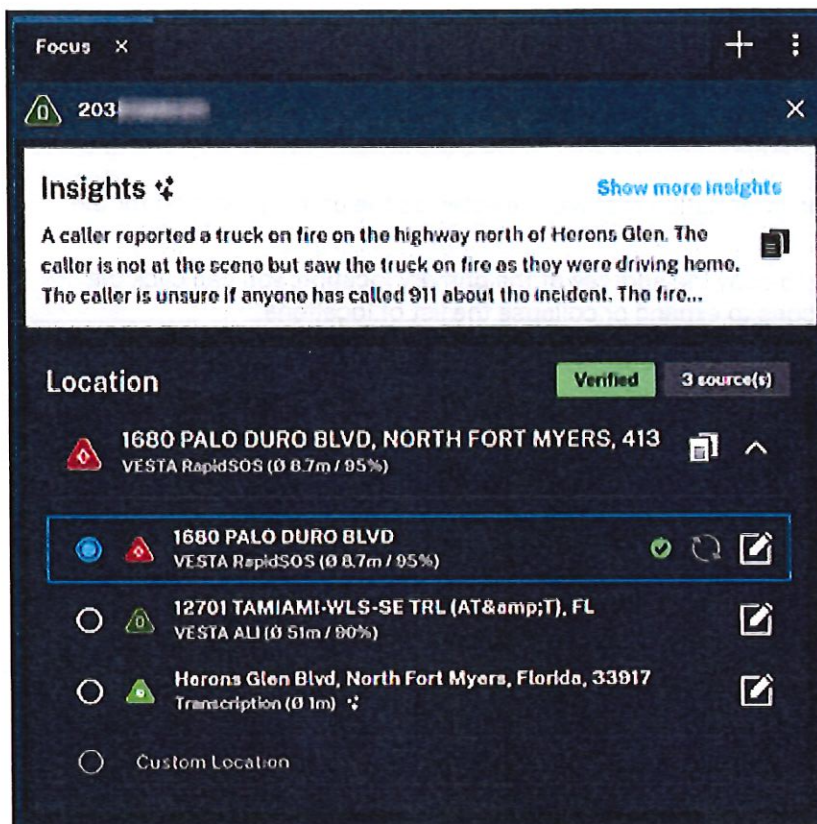 Focus ×
203
Insights
Show more insights
A caller reported a truck on fire on the highway north of Herons Glen. The
caller is not at the scene but saw the truck on fire as they were driving home.
The caller is unsure if anyone has called 911 about the incident. The fire...
Location
Verified
3 source(s)
1680 PALO DURO BLVD, NORTH FORT MYERS, 413
VESTA RapidSOS (Ø 8.7m / 95%)
1680 PALO DURO BLVD
VESTA RapidSOS (Ø 8.7m / 95%)
12701 TAMIAMI-WLS-SE TRL (AT&amp;T), FL
VESTA ALI (Ø 51m / 90%)
Herons Glen Blvd, North Fort Myers, Florida, 33917
Transcription (Ø 1m)
Custom Location